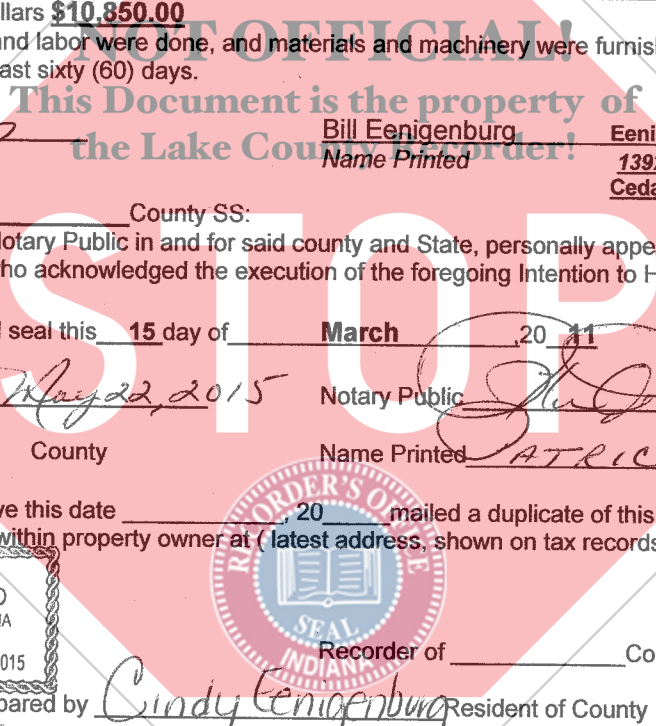 ollars $10,850.00
NOT OFFICIAL!
and labor were done, and materials and machinery were furnis
ast sixty (60) days.
This Document is the property of
Bill Eenigenburg Eeni
the Lake County Recorder!
Name Printed 139
Ceda
County SS:
Notary Public in and for said county and State, personally appe
ho acknowledged the execution of the foregoing Intention to H
STOP
l seal this 15 day of March ,20 11
May 22, 2015 Notary Public
County Name Printed PATRIC
ve this date , 20 mailed a duplicate of this
within property owner at ( latest address, shown on tax records
RECORDER'S OFFICE
SEAL
INDIANA
015
Recorder of Co
pared by Cindy Eenigenburg Resident of County